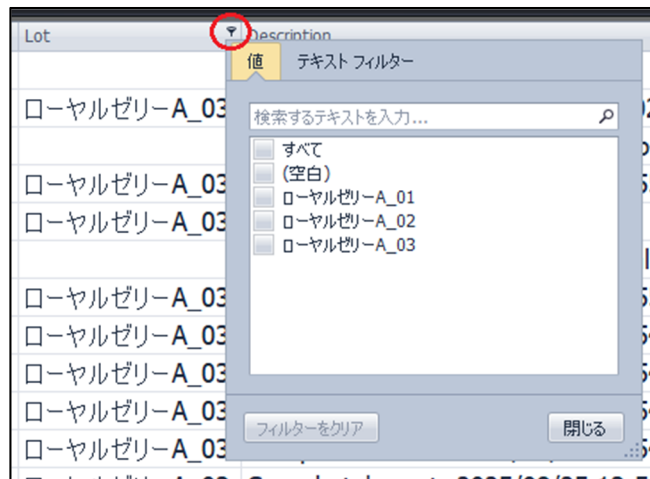 Lot Description
値 テキスト フィルター
ローヤルゼリーA_03
検索するテキストを入力...
すべて
(空白)
ローヤルゼリーA_01
ローヤルゼリーA_02
ローヤルゼリーA_03
ローヤルゼリーA_03
ローヤルゼリーA_03
ローヤルゼリーA_03
ローヤルゼリーA_03
ローヤルゼリーA_03
ローヤルゼリーA_03
フィルターをクリア 閉じる
ローヤルゼリーA_03